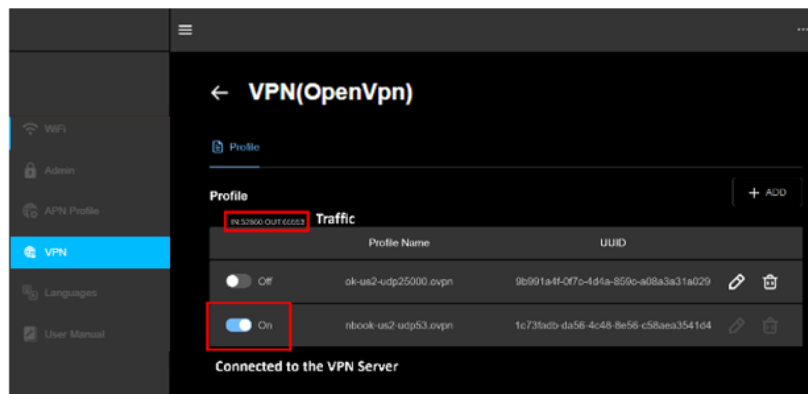 VPN(OpenVpn)
WiFi
Profile
Admin
+ ADD
APN Profile
Profile
Traffic
Profile Name
UUID
VPN
Off
ok-us2-udp25000.ovpn
9b991a4f-0f7c-4d4a-859c-a08a3a31a029
Languages
On
nbook-us2-udp53.ovpn
1c73fadb-da56-4c48-8e56-c58aea3541d4
User Manual
Connected to the VPN Server